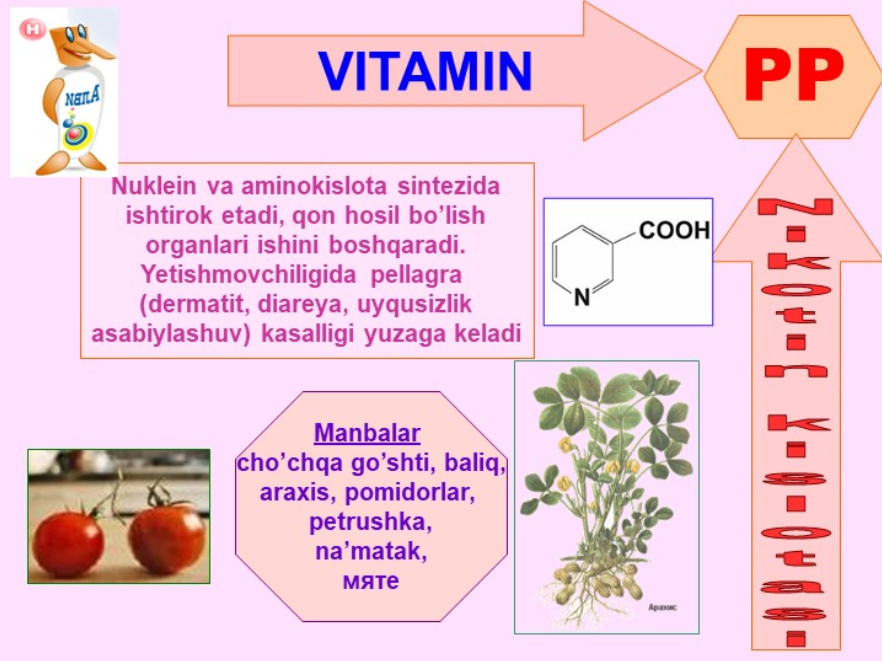 H
VITAMIN
PP
Nuklein va aminokislota sintezida
ishtirok etadi, qon hosil bo’lish
organlari ishini boshqaradi.
Yetishmovchiligida pellagra
(dermatit, diareya, uyqusizlik
asabiylashuv) kasalligi yuzaga keladi
COOH
N
Nikotin kislotasi
Manbalar
cho’chqa go’shti, baliq,
araxis, pomidorlar,
petrushka,
na’matak,
мяте
Арахис